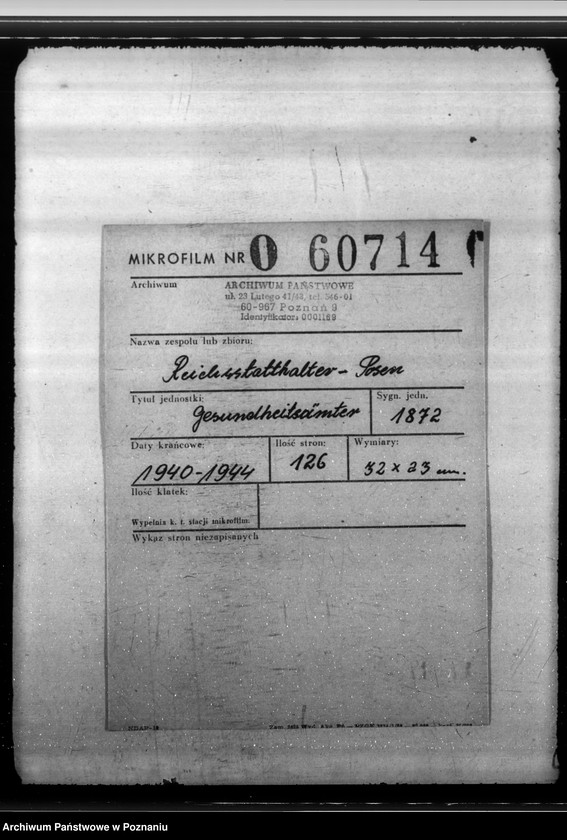 MIKROFILM NR O 60714
Archiwum ARCHIWUM PAŃSTWOWE
ul. 23 Lutego 41/43, tel. 546-01
60-967 Poznań 9
Identyfikator: 0001189
Nazwa zespołu lub zbioru:
Reichsstatthalter - Posen
Tytuł jednostki: Sygn. jedn.
Gesundheitsämter 1872
Daty krańcowe: Ilość stron: Wymiary:
1940-1944 126 32 x 23 cm.
Ilość klatek:
Wypełnia k. t. stacji mikrofilm.
Wykaz stron niezapisanych
Archiwum Państwowe w Poznaniu